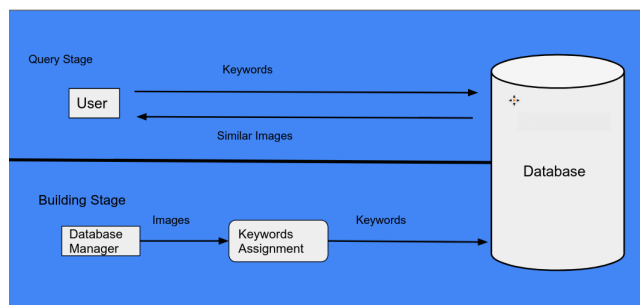 Query Stage
Keywords
User
Similar Images
Database
Building Stage
Images
Keywords
Database
Manager
Keywords
Assignment